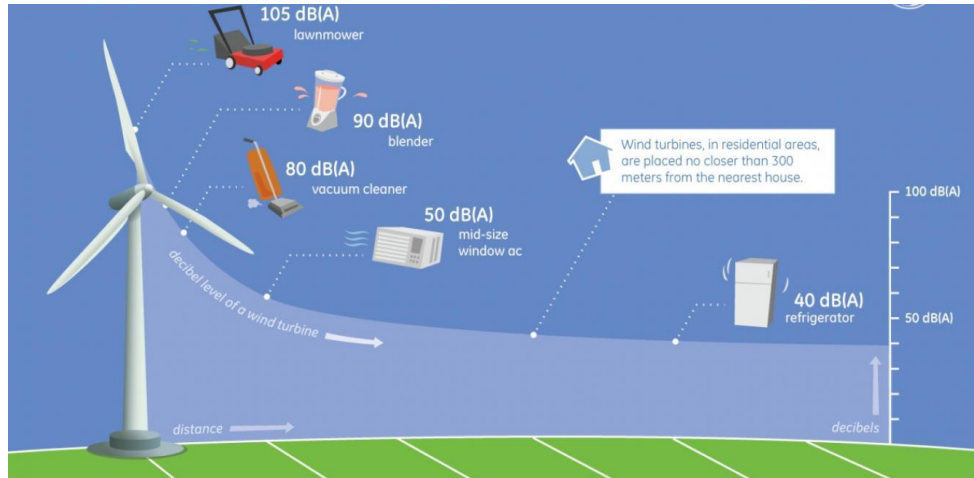 105 dB(A)
lawnmower
90 dB(A)
blender
80 dB(A)
vacuum cleaner
50 dB(A)
mid-size
window ac
Wind turbines, in residential areas,
are placed no closer than 300
meters from the nearest house.
40 dB(A)
refrigerator
100 dB(A)
50 dB(A)
decibel level of a wind turbine
distance
decibels